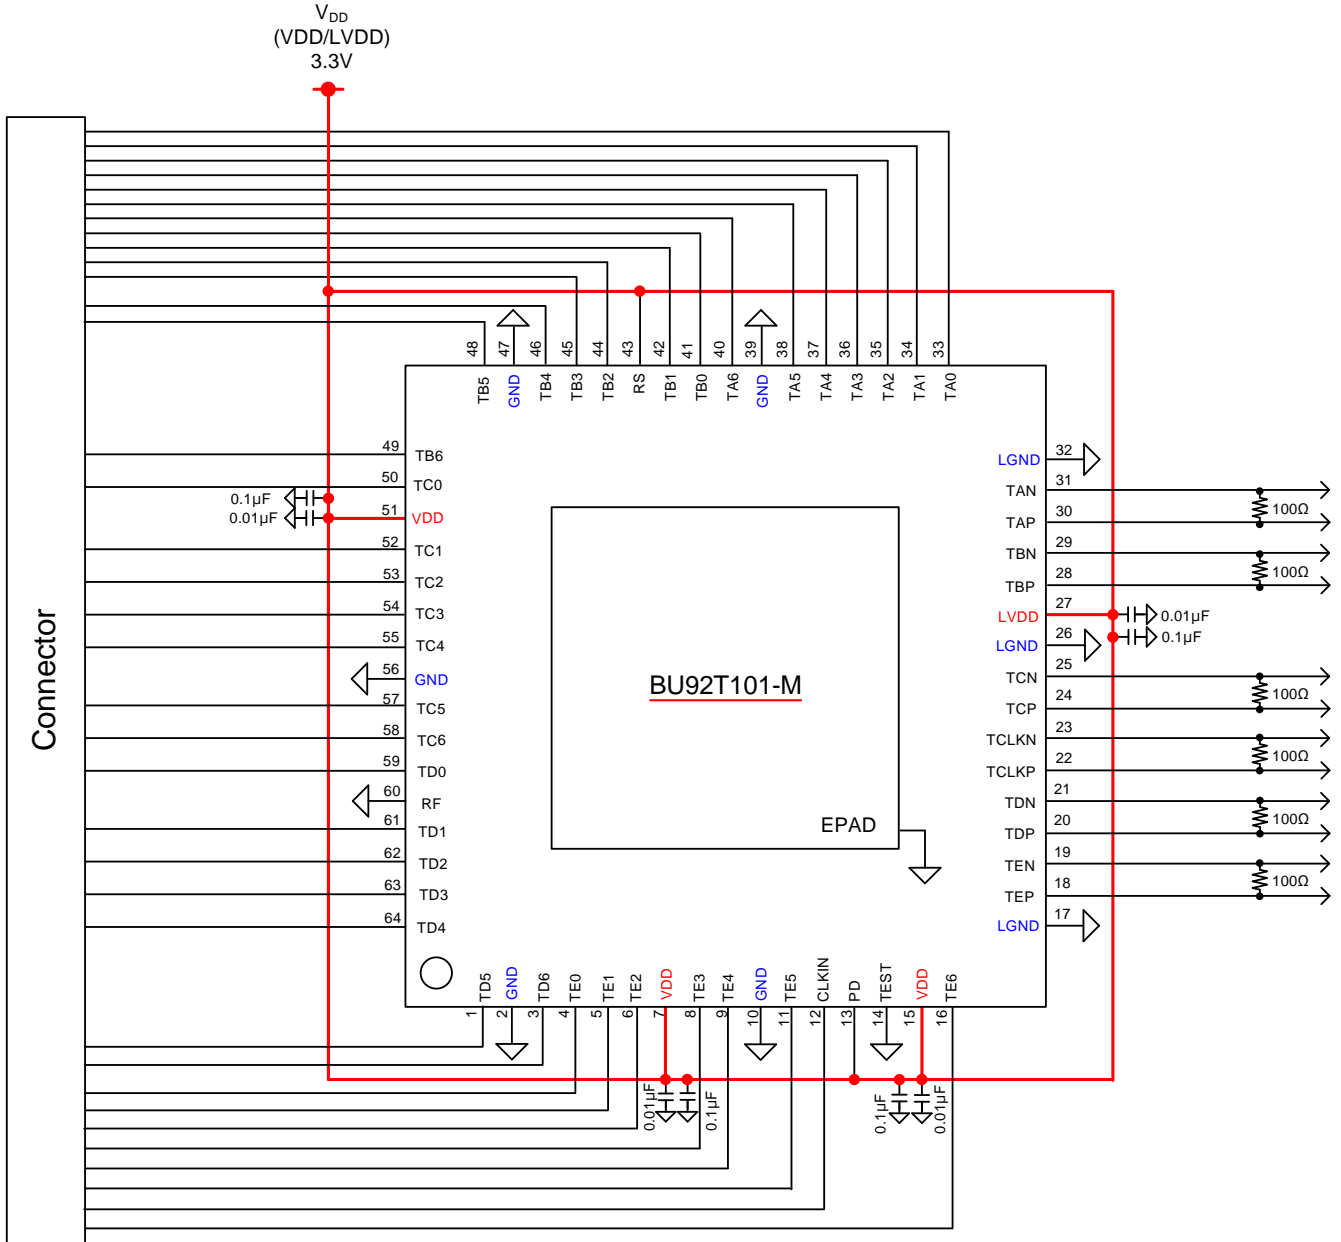 VDD
(VDD/LVDD)
3.3V
Connector
48 47 46 45 44 43 42 41 40 39 38 37 36 35 34 33
TB5 GND TB4 TB3 TB2 RS TB1 TB0 TA6 GND TA5 TA4 TA3 TA2 TA1 TA0
49 TB6
50 TC0
0.1µF
0.01µF
51 VDD
52 TC1
53 TC2
54 TC3
55 TC4
56 GND
57 TC5
58 TC6
59 TD0
60 RF
61 TD1
62 TD2
63 TD3
64 TD4
BU92T101-M
EPAD
LGND 32
TAN 31
100Ω
TAP 30
TBN 29
100Ω
TBP 28
LVDD 27
0.01µF
LGND 26
0.1µF
TCN 25
100Ω
TCP 24
TCLKN 23
100Ω
TCLKP 22
TDN 21
100Ω
TDP 20
TEN 19
100Ω
TEP 18
LGND 17
TD5 GND TD6 TE0 TE1 TE2 VDD TE3 TE4 GND TE5 CLKIN PD TEST VDD TE6
1 2 3 4 5 6 7 8 9 10 11 12 13 14 15 16
0.01µF 0.1µF 0.1µF 0.01µF